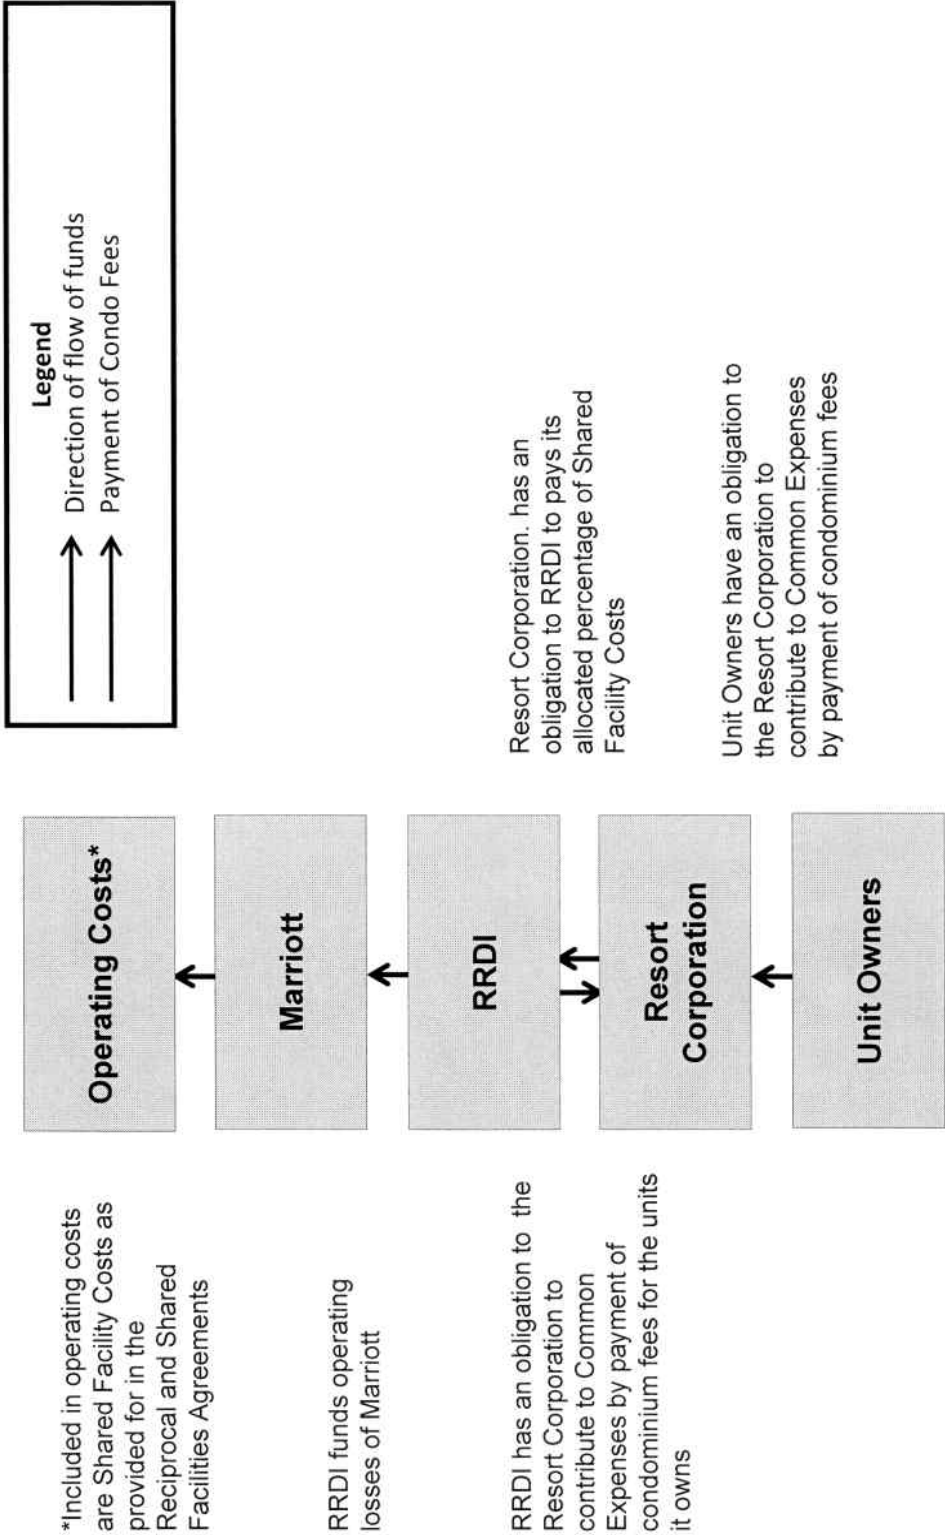 Legend
Direction of flow of funds
Payment of Condo Fees
*Included in operating costs
are Shared Facility Costs as
provided for in the
Reciprocal and Shared
Facilities Agreements
Operating Costs*
RRDI funds operating
losses of Marriott
Marriott
RRDI has an obligation to the
Resort Corporation to
contribute to Common
Expenses by payment of
condominium fees for the units
it owns
RRDI
Resort Corporation. has an
obligation to RRDI to pays its
allocated percentage of Shared
Facility Costs
Resort
Corporation
Unit Owners
Unit Owners have an obligation to
the Resort Corporation to
contribute to Common Expenses
by payment of condominium fees